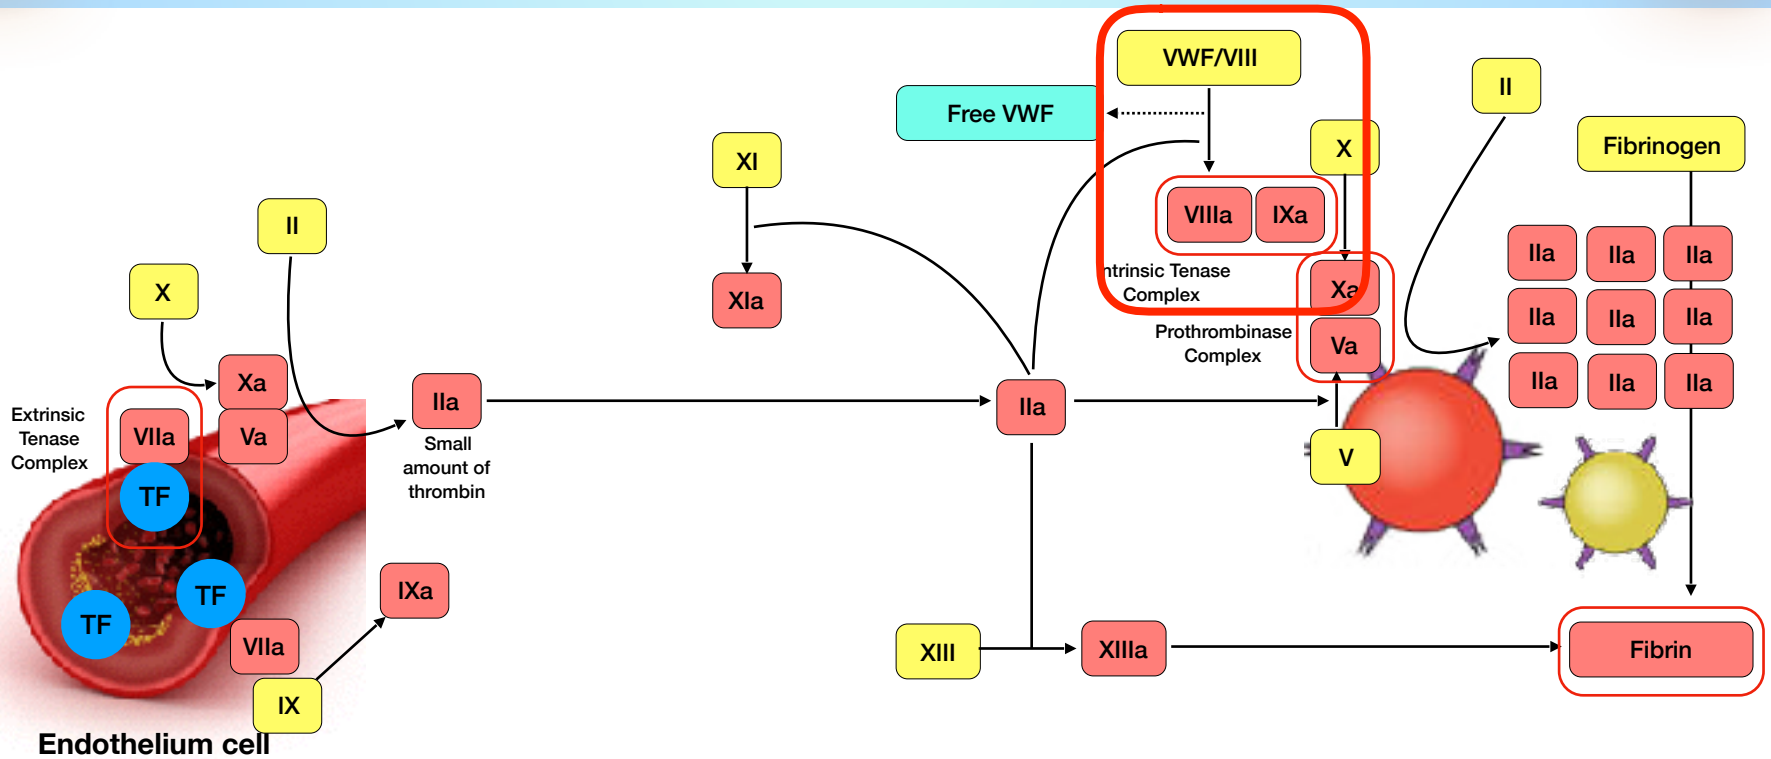 VWF/VIII
Free VWF
II
Fibrinogen
XI
X
VIIIa
IXa
II
IIa
IIa
IIa
X
XIa
ntrinsic Tenase
Complex
Xa
IIa
IIa
IIa
Prothrombinase
Complex
Va
Xa
IIa
IIa
IIa
IIa
IIa
Extrinsic
Tenase
Complex
VIIa
Va
Small
amount of
thrombin
V
TF
TF
TF
IXa
VIIa
XIII
XIIIa
Fibrin
IX
Endothelium cell